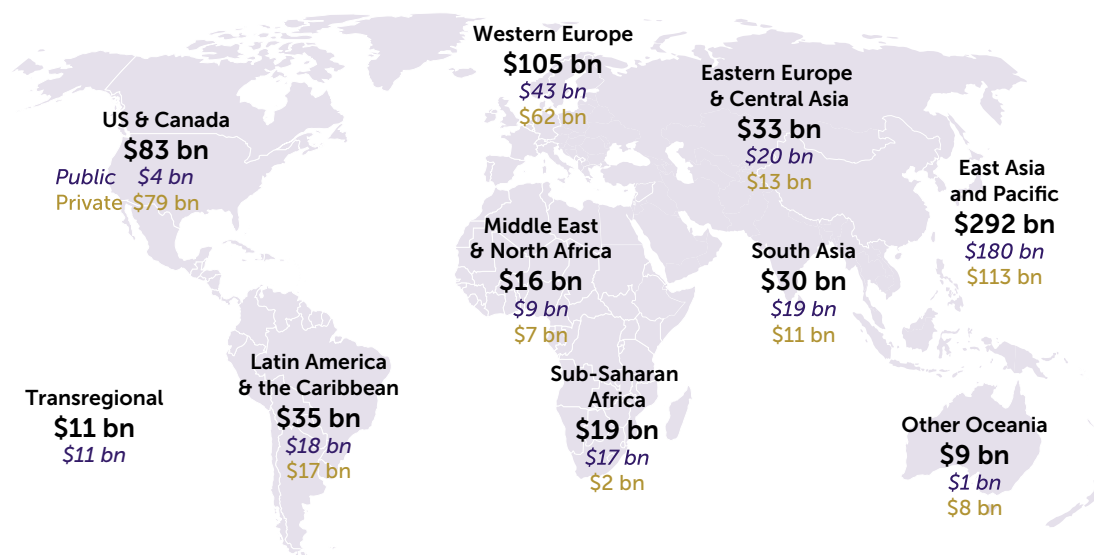 Western Europe
$105 bn
$43 bn
$62 bn
Eastern Europe
& Central Asia
$33 bn
$20 bn
$13 bn
US & Canada
$83 bn
Public $4 bn
Private $79 bn
East Asia
and Pacific
$292 bn
$180 bn
$113 bn
Middle East
& North Africa
$16 bn
$9 bn
$7 bn
South Asia
$30 bn
$19 bn
$11 bn
Latin America
& the Caribbean
$35 bn
$18 bn
$17 bn
Sub-Saharan
Africa
$19 bn
$17 bn
$2 bn
Transregional
$11 bn
$11 bn
Other Oceania
$9 bn
$1 bn
$8 bn